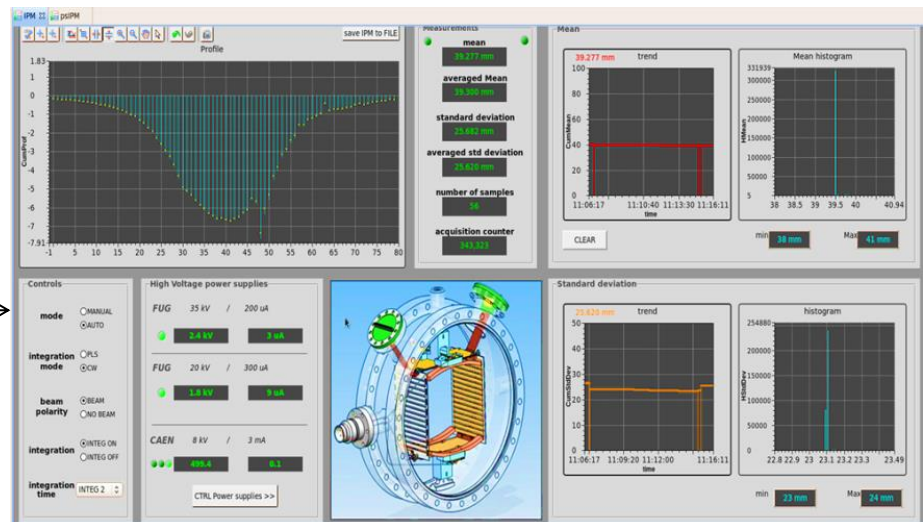 IPM psIPM
save IPM to FILE
Profile
1.83
1
0
-1
-2
-3
-4
-5
-6
-7
-7.91
CumProf
-1 5 10 15 20 25 30 35 40 45 50 55 60 65 70 75 80
Measurements
mean
39.277 mm
averaged Mean
39.300 mm
standard deviation
25.682 mm
averaged std deviation
25.620 mm
number of samples
56
acquisition counter
343,323
Mean
39.277 mm trend
100
80
60
40
20
0
CumMean
11:06:17 11:10:40 11:13:30 11:16:11
time
CLEAR
Mean histogram
331939
300000
250000
200000
150000
100000
50000
5
HtMean
38 38.5 39 39.5 40 40.94
min 38 mm Max 41 mm
Controls
mode MANUAL
AUTO
integration mode PLS
CW
beam polarity BEAM
NO BEAM
integration INTEG ON
INTEG OFF
integration time INTEG 2
High Voltage power supplies
FUG 35 kV / 200 uA
2.4 kV 3 uA
FUG 20 kV / 300 uA
1.8 kV 9 uA
CAEN 8 kV / 3 mA
499.4 0.1
CTRL Power supplies >>
Standard deviation
25.620 mm trend
50
40
30
20
10
0
CumStdDev
11:06:17 11:09:20 11:12:00 11:16:11
time
histogram
254880
200000
150000
100000
50000
0
HStdDev
22.8 22.9 23 23.1 23.2 23.3 23.49
min 23 mm Max 24 mm